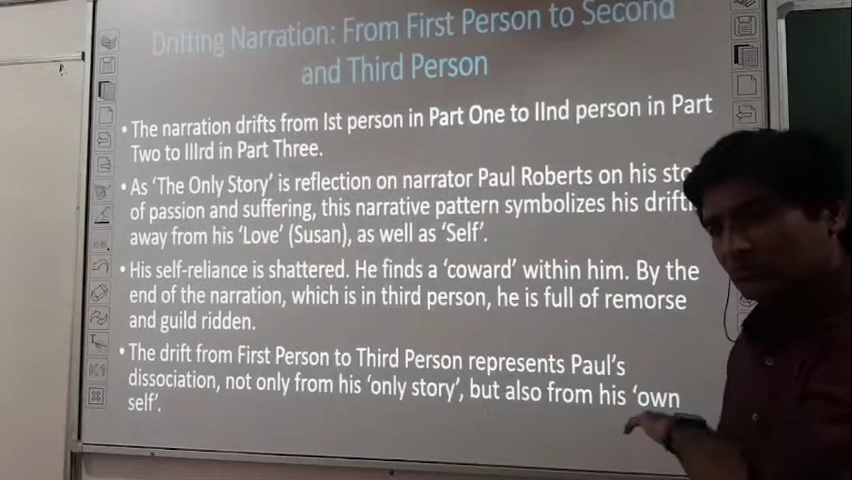 Drifting Narration: From First Person to Second
and Third Person
• The narration drifts from Ist person in Part One to IInd person in Part
Two to IIIrd in Part Three.
• As 'The Only Story' is reflection on narrator Paul Roberts on his
of passion and suffering, this narrative pattern symbolizes his
away from his 'Love' (Susan), as well as 'Self'.
• His self-reliance is shattered. He finds a 'coward' within him. By the
end of the narration, which is in third person, he is full of remorse
and guild ridden.
• The drift from First Person to Third Person represents Paul's
dissociation, not only from his 'only story', but also from his 'own
self'.